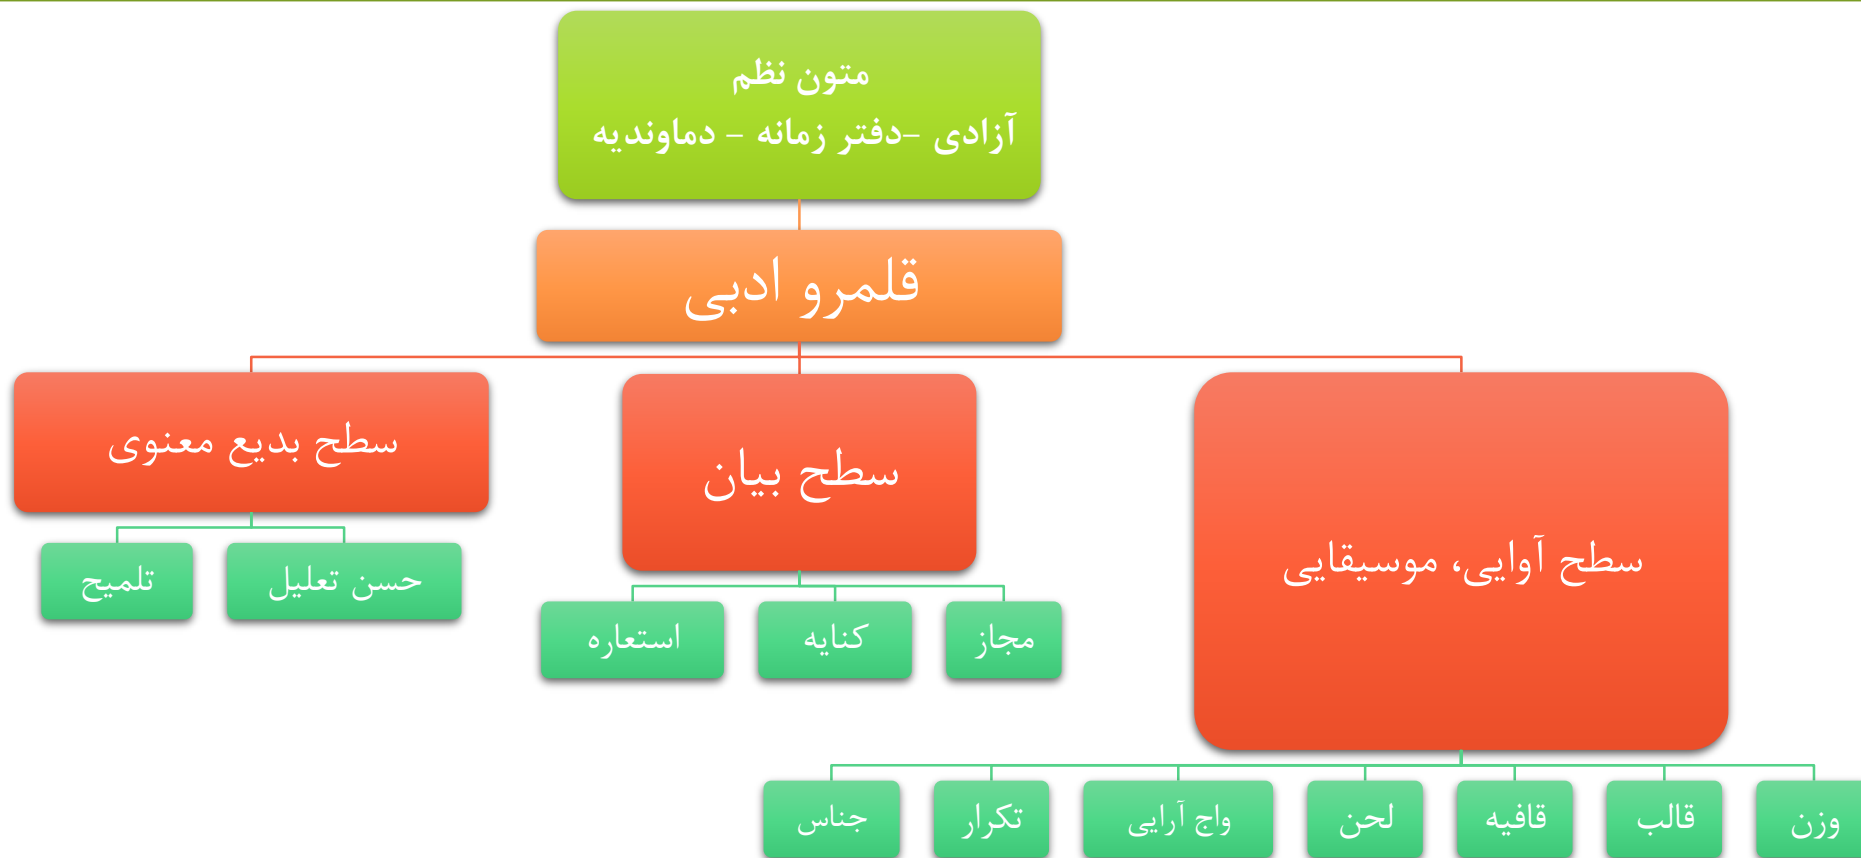 متون نظم
آزادی -دفتر زمانه - دماوندیه
قلمرو ادبی
سطح آوایی، موسیقایی
سطح بیان
سطح بدیع معنوی
حسن تعلیل
تلمیح
مجاز
کنایه
استعاره
وزن
قالب
قافیه
لحن
واج آرایی
تکرار
جناس